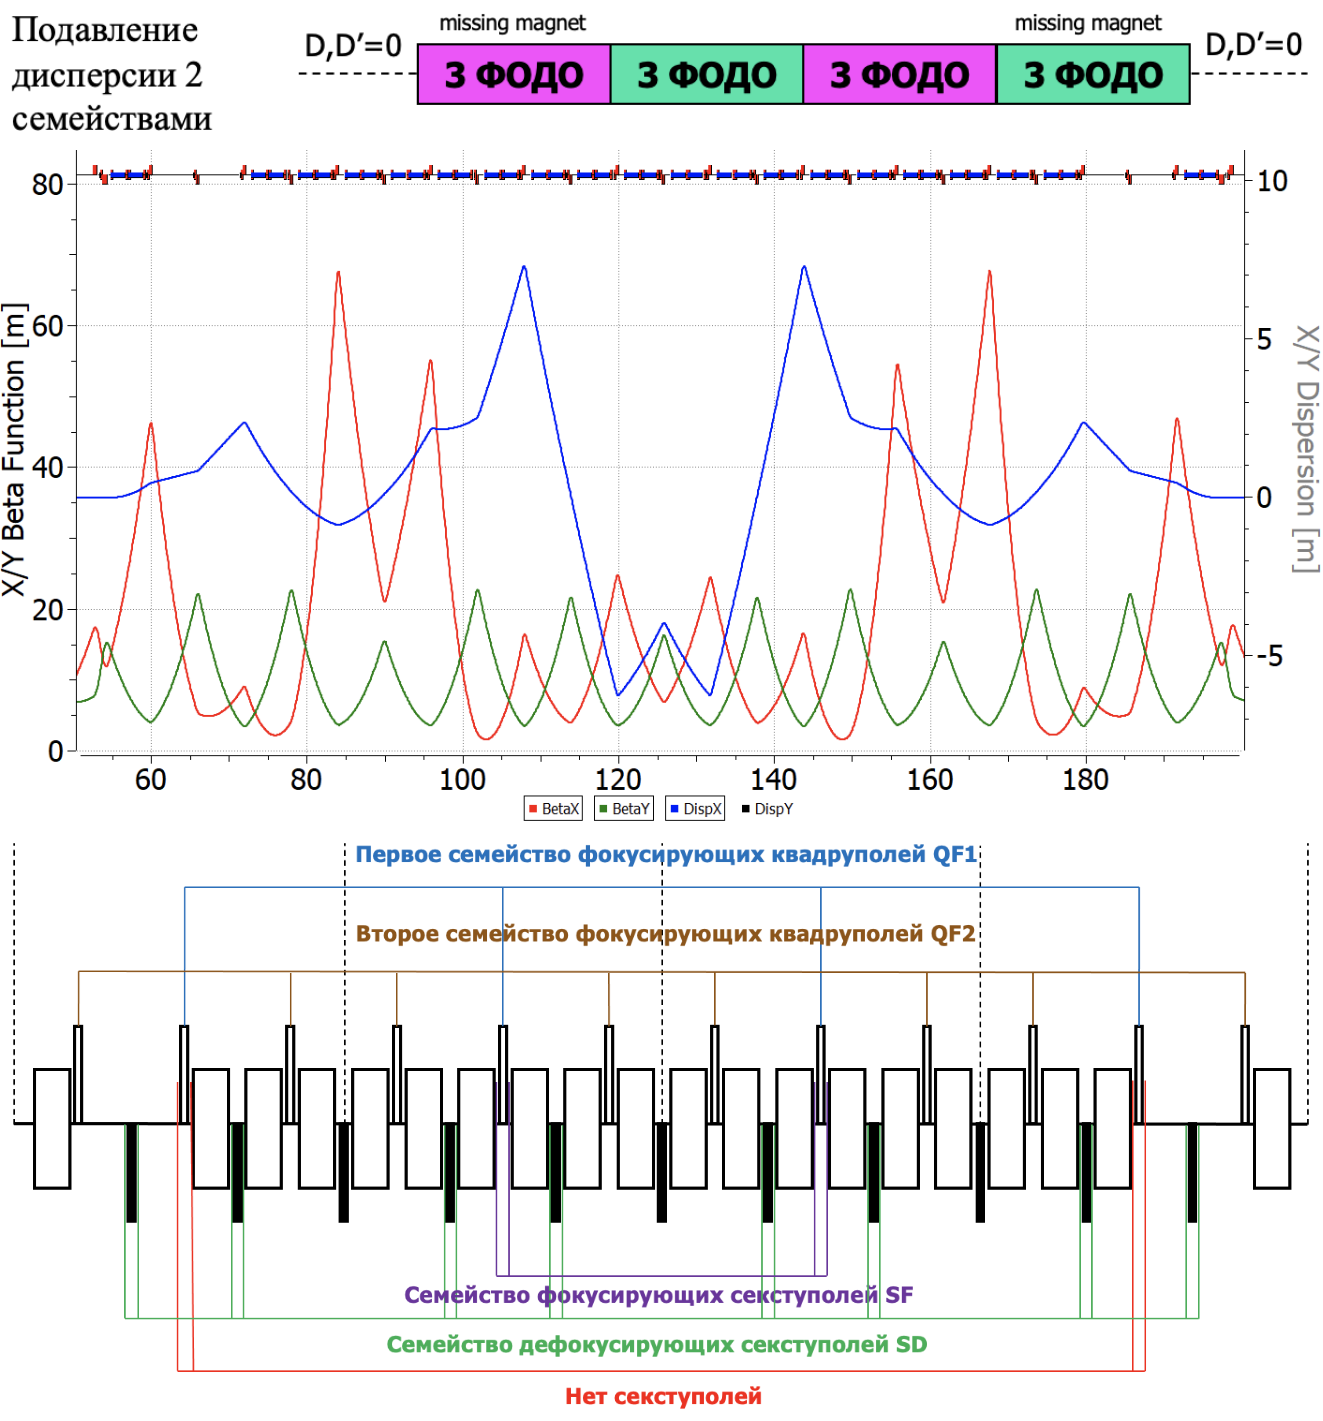 Подавление
дисперсии 2
семействами
missing magnet
missing magnet
D,D′=0
D,D′=0
3 ФОДО
3 ФОДО
3 ФОДО
3 ФОДО
X/Y Beta Function [m]
80
60
40
20
0
10
5
0
-5
X/Y Dispersion [m]
60
80
100
120
140
160
180
BetaX
BetaY
DispX
DispY
Первое семейство фокусирующих квадруполей QF1
Второе семейство фокусирующих квадруполей QF2
Семейство фокусирующих секступолей SF
Семейство дефокусирующих секступолей SD
Нет секступолей